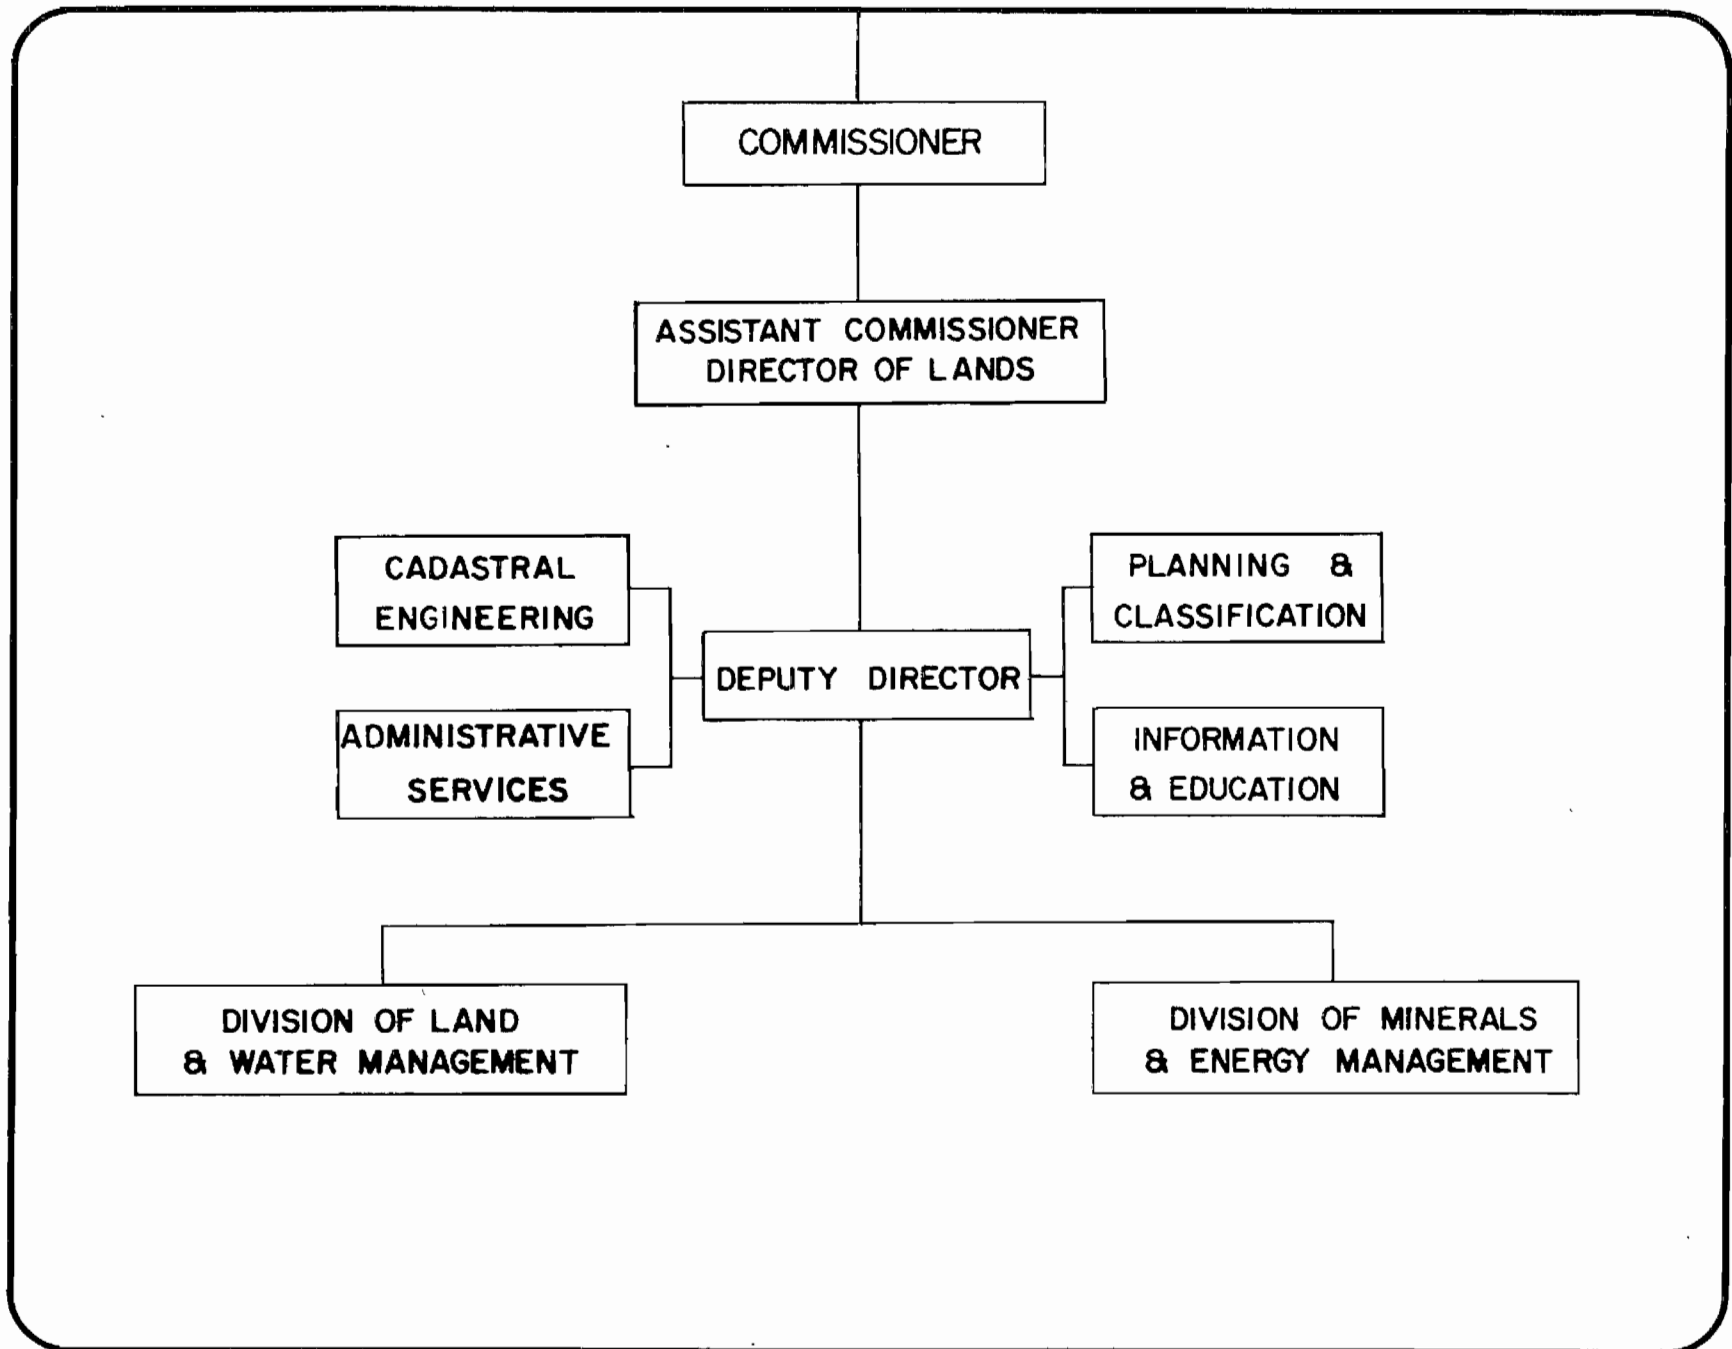 COMMISSIONER
ASSISTANT COMMISSIONER
DIRECTOR OF LANDS
CADASTRAL
ENGINEERING
PLANNING &
CLASSIFICATION
DEPUTY DIRECTOR
ADMINISTRATIVE
SERVICES
INFORMATION
& EDUCATION
DIVISION OF LAND
& WATER MANAGEMENT
DIVISION OF MINERALS
& ENERGY MANAGEMENT